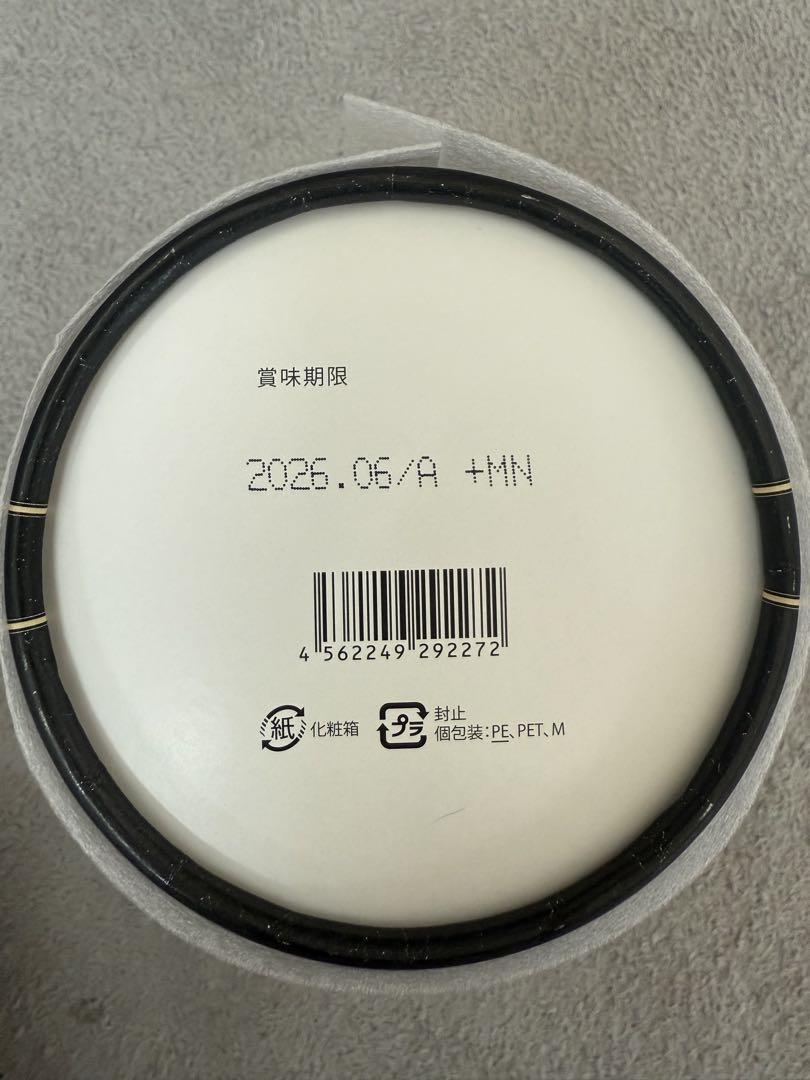 賞味期限
2026.06/A +MN
4 562249 292272
紙 化粧箱
プラ 封止
個包装:PE、PET、M